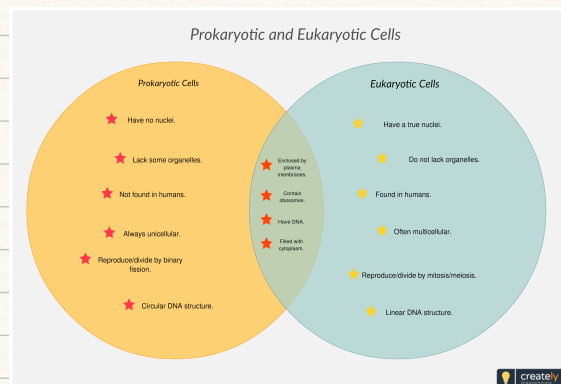 Prokaryotic and Eukaryotic Cells
Prokaryotic Cells
Have no nuclei.
Lack some organelles.
Not found in humans.
Always unicellular.
Reproduce/divide by binary
fission.
Circular DNA structure.
Enclosed by
plasma
membranes.
Contain
ribosomes.
Have DNA.
Filled with
cytoplasm.
Eukaryotic Cells
Have a true nuclei.
Do not lack organelles.
Found in humans.
Often multicellular.
Reproduce/divide by mitosis/meiosis.
Linear DNA structure.
creately